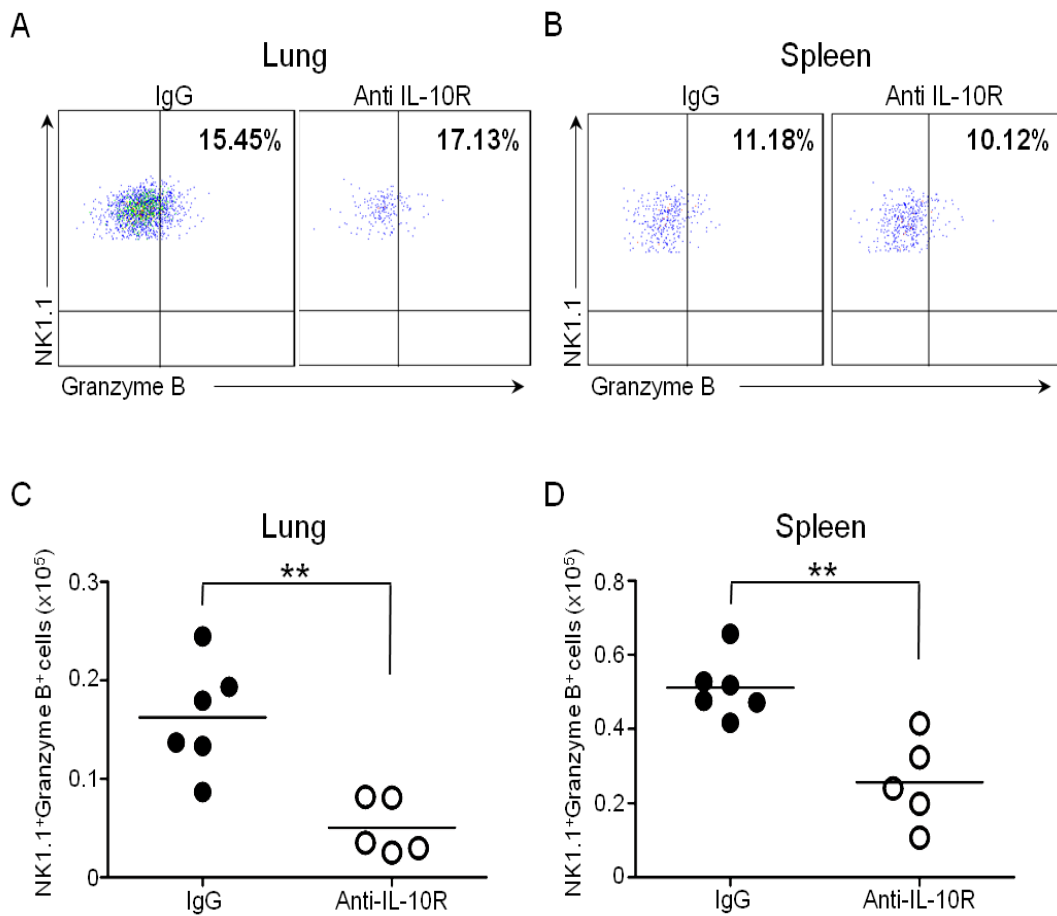 A
B
Lung
Spleen
IgG
Anti IL-10R
IgG
Anti IL-10R
15.45%
17.13%
11.18%
10.12%
NK1.1
NK1.1
Granzyme B
Granzyme B
C
D
Lung
Spleen
NK1.1⁺Granzyme B⁺ cells (x10⁵)
0.3
0.2
0.1
0
**
IgG
Anti-IL-10R
NK1.1⁺Granzyme B⁺ cells (x10⁵)
0.8
0.6
0.4
0.2
0
**
IgG
Anti-IL-10R